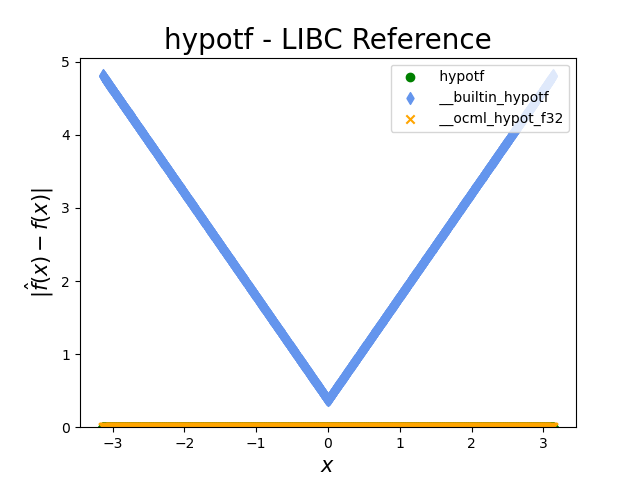 hypotf - LIBC Reference
hypotf
__builtin_hypotf
__ocml_hypot_f32
|f̂(x) − f(x)|
5
4
3
2
1
0
−3
−2
−1
0
1
2
3
x